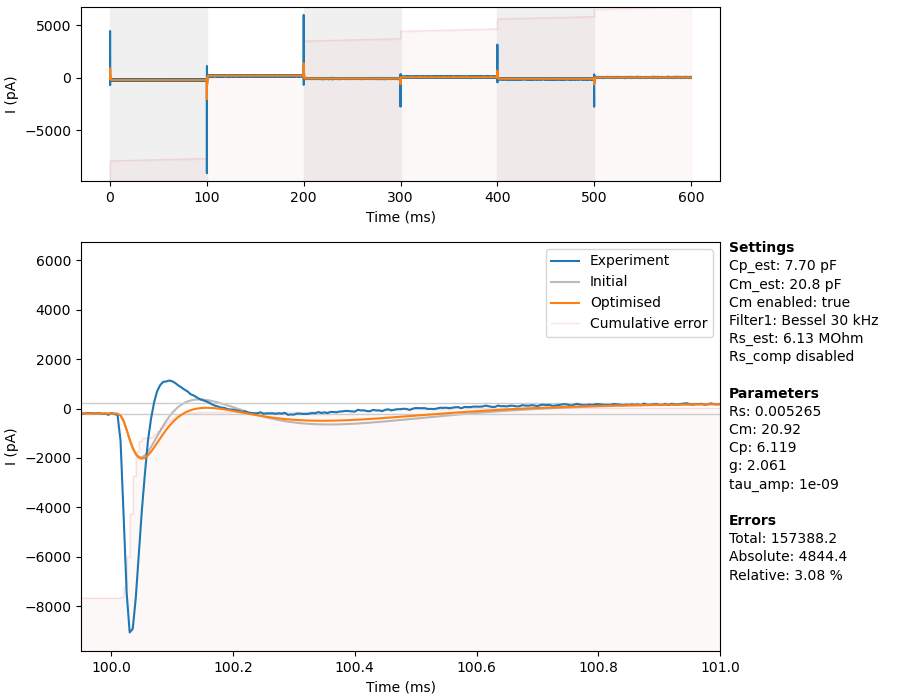 5000
0
−5000
I (pA)
0
100
200
300
400
500
600
Time (ms)
6000
4000
2000
0
−2000
−4000
−6000
−8000
I (pA)
Experiment
Initial
Optimised
Cumulative error
100.0
100.2
100.4
100.6
100.8
101.0
Time (ms)
Settings
Cp_est: 7.70 pF
Cm_est: 20.8 pF
Cm enabled: true
Filter1: Bessel 30 kHz
Rs_est: 6.13 MOhm
Rs_comp disabled
Parameters
Rs: 0.005265
Cm: 20.92
Cp: 6.119
g: 2.061
tau_amp: 1e-09
Errors
Total: 157388.2
Absolute: 4844.4
Relative: 3.08 %